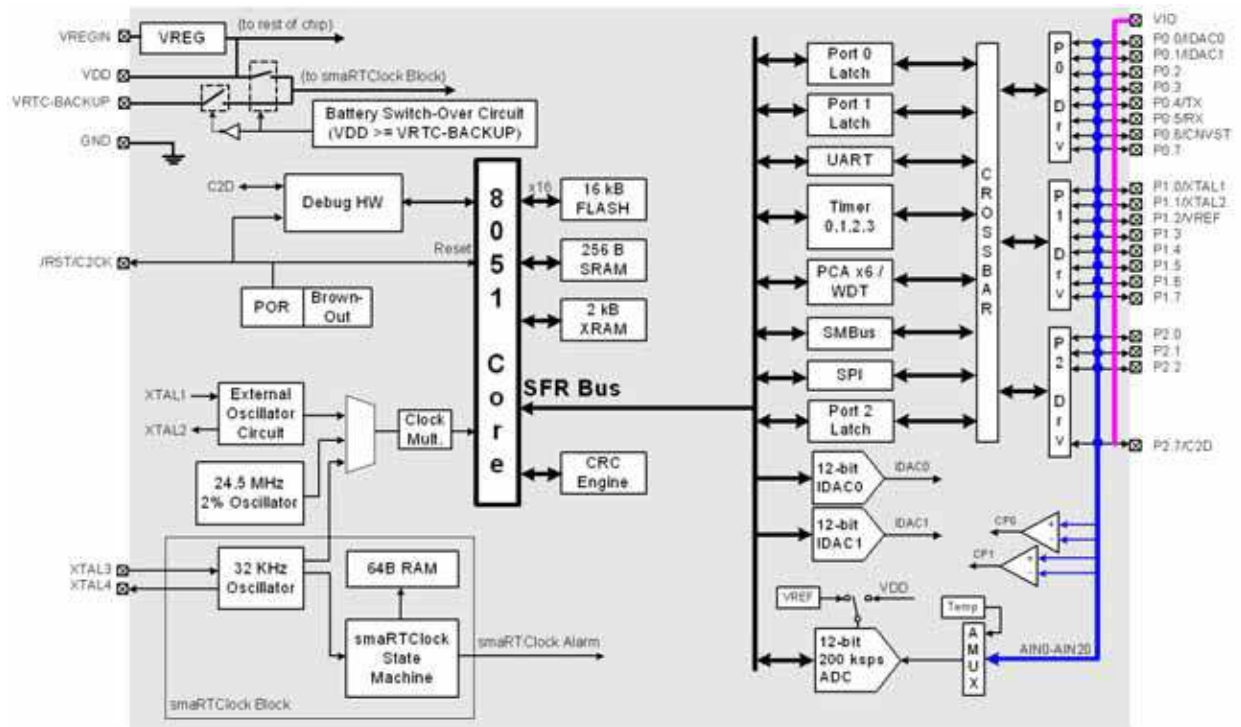 VREGIN
VREG
(to rest of chip)
VDD
(to smaRTClock Block)
VRTC-BACKUP
Battery Switch-Over Circuit
(VDD >= VRTC-BACKUP)
GND
C2D
Debug HW
/RST/C2CK
Reset
POR
Brown-
Out
8051 Core
x16
16 kB
FLASH
256 B
SRAM
2 kB
XRAM
SFR Bus
CRC
Engine
XTAL1
XTAL2
External
Oscillator
Circuit
Clock
Mult.
24.5 MHz
2% Oscillator
XTAL3
XTAL4
32 KHz
Oscillator
64B RAM
smaRTClock
State
Machine
smaRTClock Alarm
smaRTClock Block
Port 0
Latch
Port 1
Latch
UART
Timer
0,1,2,3
PCA x6 /
WDT
SMBus
SPI
Port 2
Latch
CROSSBAR
12-bit
IDAC0
IDAC0
12-bit
IDAC1
IDAC1
CP0
+
-
CP1
+
-
VREF
VDD
Temp
12-bit
200 ksps
ADC
AMUX
AIN0-AIN20
P0 Drv
P1 Drv
P2 Drv
VIO
P0.0/IDAC0
P0.1/IDAC1
P0.2
P0.3
P0.4/TX
P0.5/RX
P0.6/CNVST
P0.7
P1.0/XTAL1
P1.1/XTAL2
P1.2/VREF
P1.3
P1.4
P1.5
P1.6
P1.7
P2.0
P2.1
P2.2
P2.7/C2D